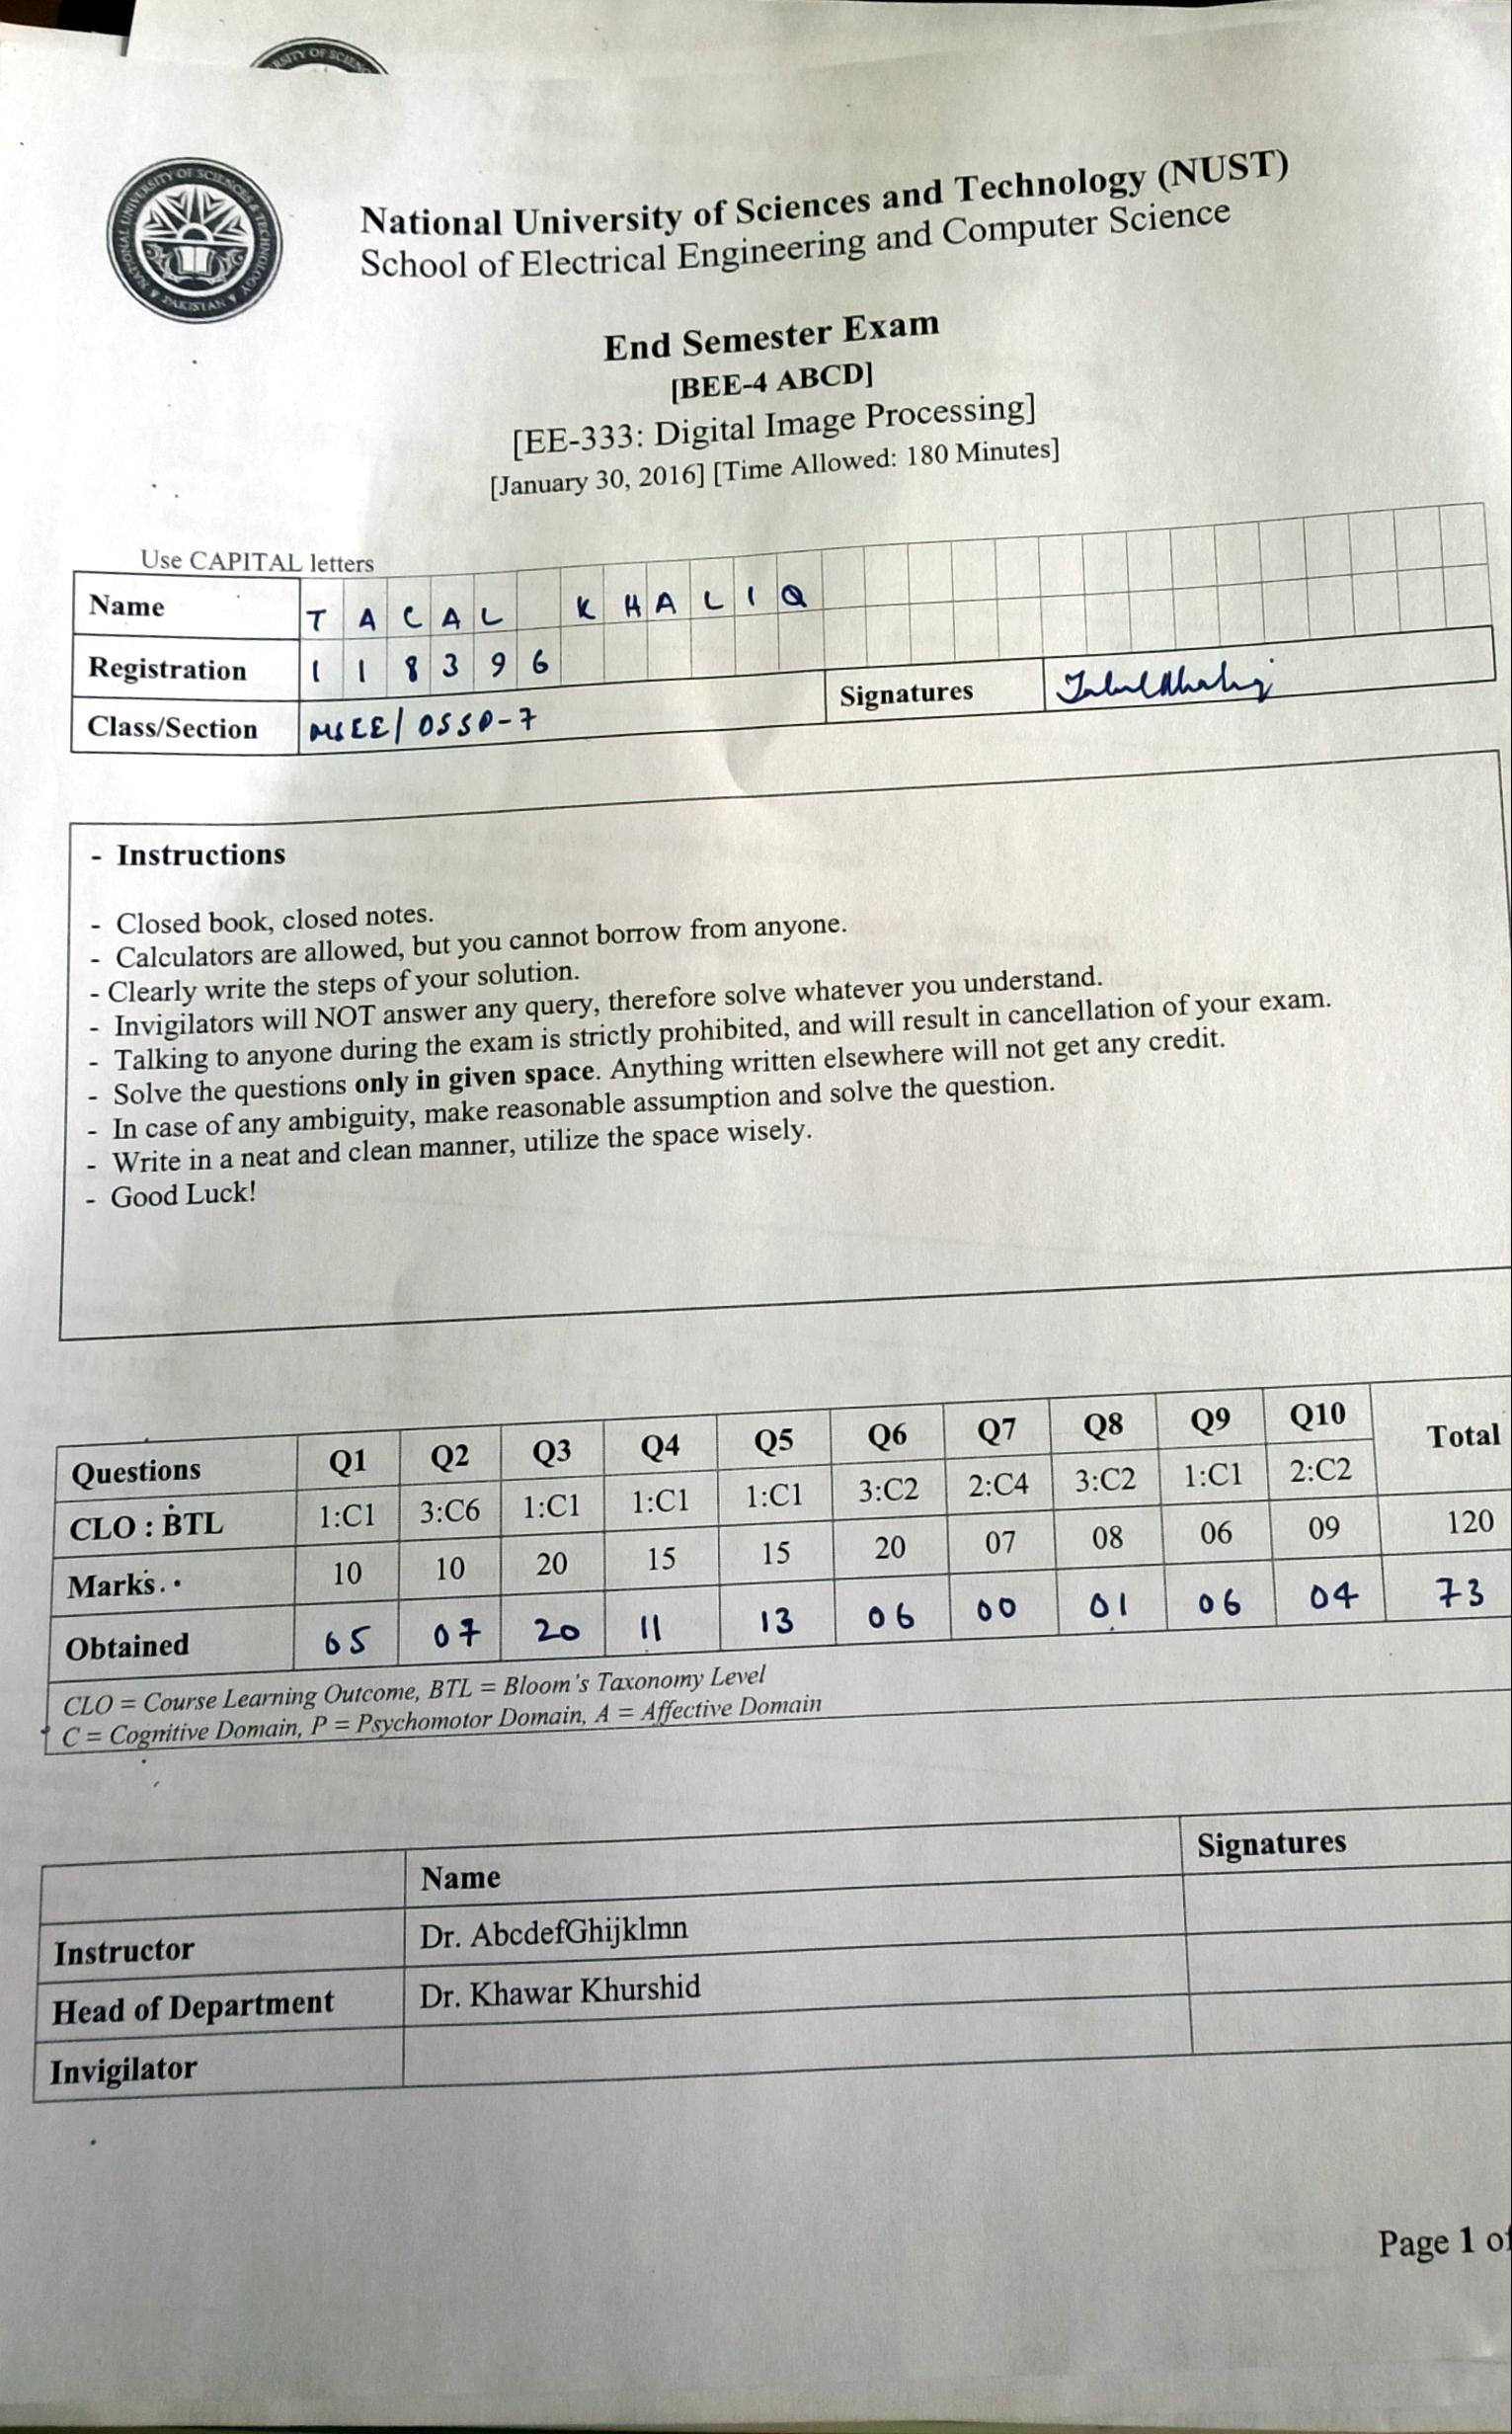 SITY OF SCIENC
NATIONAL UNIVERSITY OF SCIENCES & TECHNOLOGY
PAKISTAN
National University of Sciences and Technology (NUST)
School of Electrical Engineering and Computer Science
End Semester Exam
[BEE-4 ABCD]
[EE-333: Digital Image Processing]
[January 30, 2016] [Time Allowed: 180 Minutes]
Use CAPITAL letters
Name TACAL KHALIQ
Registration 118396
Class/Section MSEE/ OSSP-7 Signatures
- Instructions
- Closed book, closed notes.
- Calculators are allowed, but you cannot borrow from anyone.
- Clearly write the steps of your solution.
- Invigilators will NOT answer any query, therefore solve whatever you understand.
- Talking to anyone during the exam is strictly prohibited, and will result in cancellation of your exam.
- Solve the questions only in given space. Anything written elsewhere will not get any credit.
- In case of any ambiguity, make reasonable assumption and solve the question.
- Write in a neat and clean manner, utilize the space wisely.
- Good Luck!
Questions Q1 Q2 Q3 Q4 Q5 Q6 Q7 Q8 Q9 Q10 Total
CLO : BTL 1:C1 3:C6 1:C1 1:C1 1:C1 3:C2 2:C4 3:C2 1:C1 2:C2
Marks 10 10 20 15 15 20 07 08 06 09 120
Obtained 05 07 20 11 13 06 00 01 06 04 73
CLO = Course Learning Outcome, BTL = Bloom's Taxonomy Level
C = Cognitive Domain, P = Psychomotor Domain, A = Affective Domain
Name Signatures
Instructor Dr. AbcdefGhijklmn
Head of Department Dr. Khawar Khurshid
Invigilator
Page 1 of